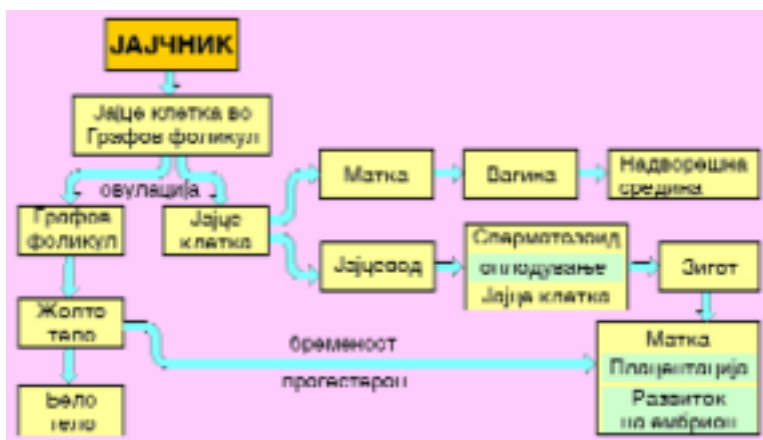 ЈАЈЧНИК
Јајце клетка во
Графов фоликул
овулација
Графов
фоликул
Јајце
клетка
Матка
Вагина
Надворешна
средина
Јајцевод
Сперматозоид
оплодување
Јајце клетка
Зигот
Жолто
тело
бременост
прогестерон
Матка
Плацентација
Развиток
на ембрион
Бело
тело